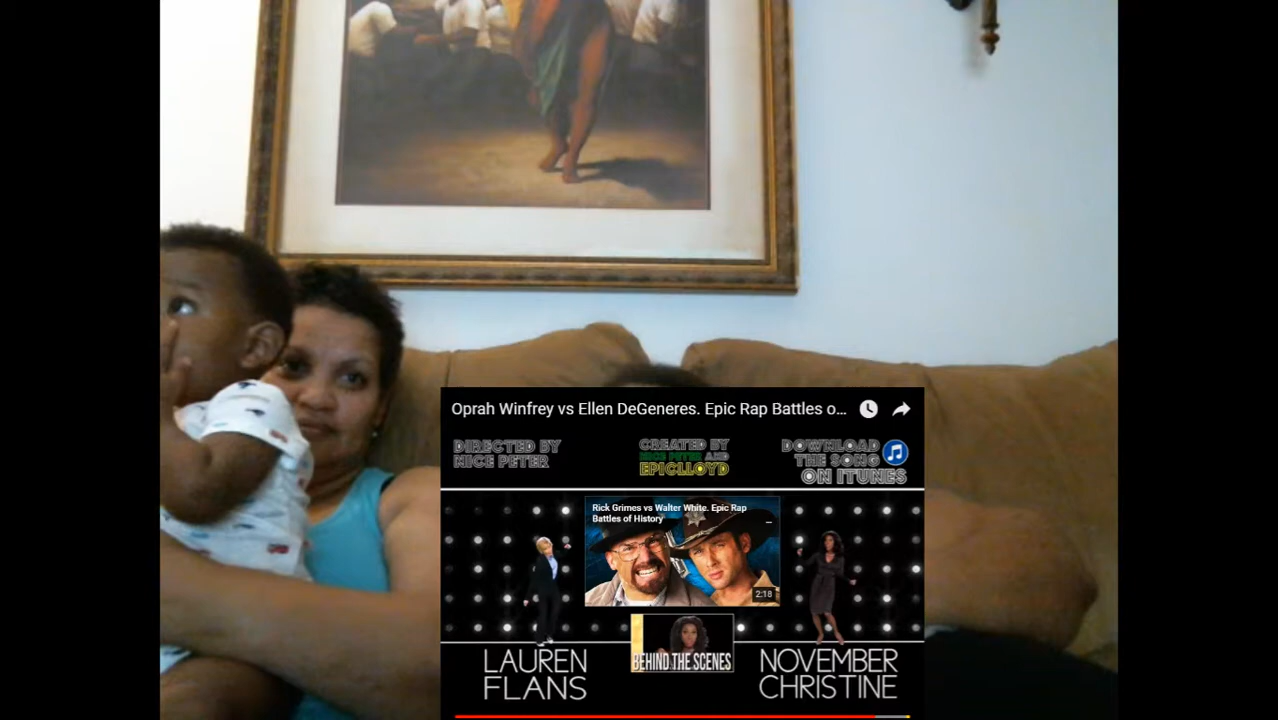 Oprah Winfrey vs Ellen DeGeneres. Epic Rap Battles o...
DIRECTED BY
NICE PETER
CREATED BY
NICE PETER AND
EPICLLOYD
DOWNLOAD
THE SONG
ON ITUNES
Rick Grimes vs Walter White. Epic Rap
Battles of History
2:18
BEHIND THE SCENES
LAUREN
FLANS
NOVEMBER
CHRISTINE